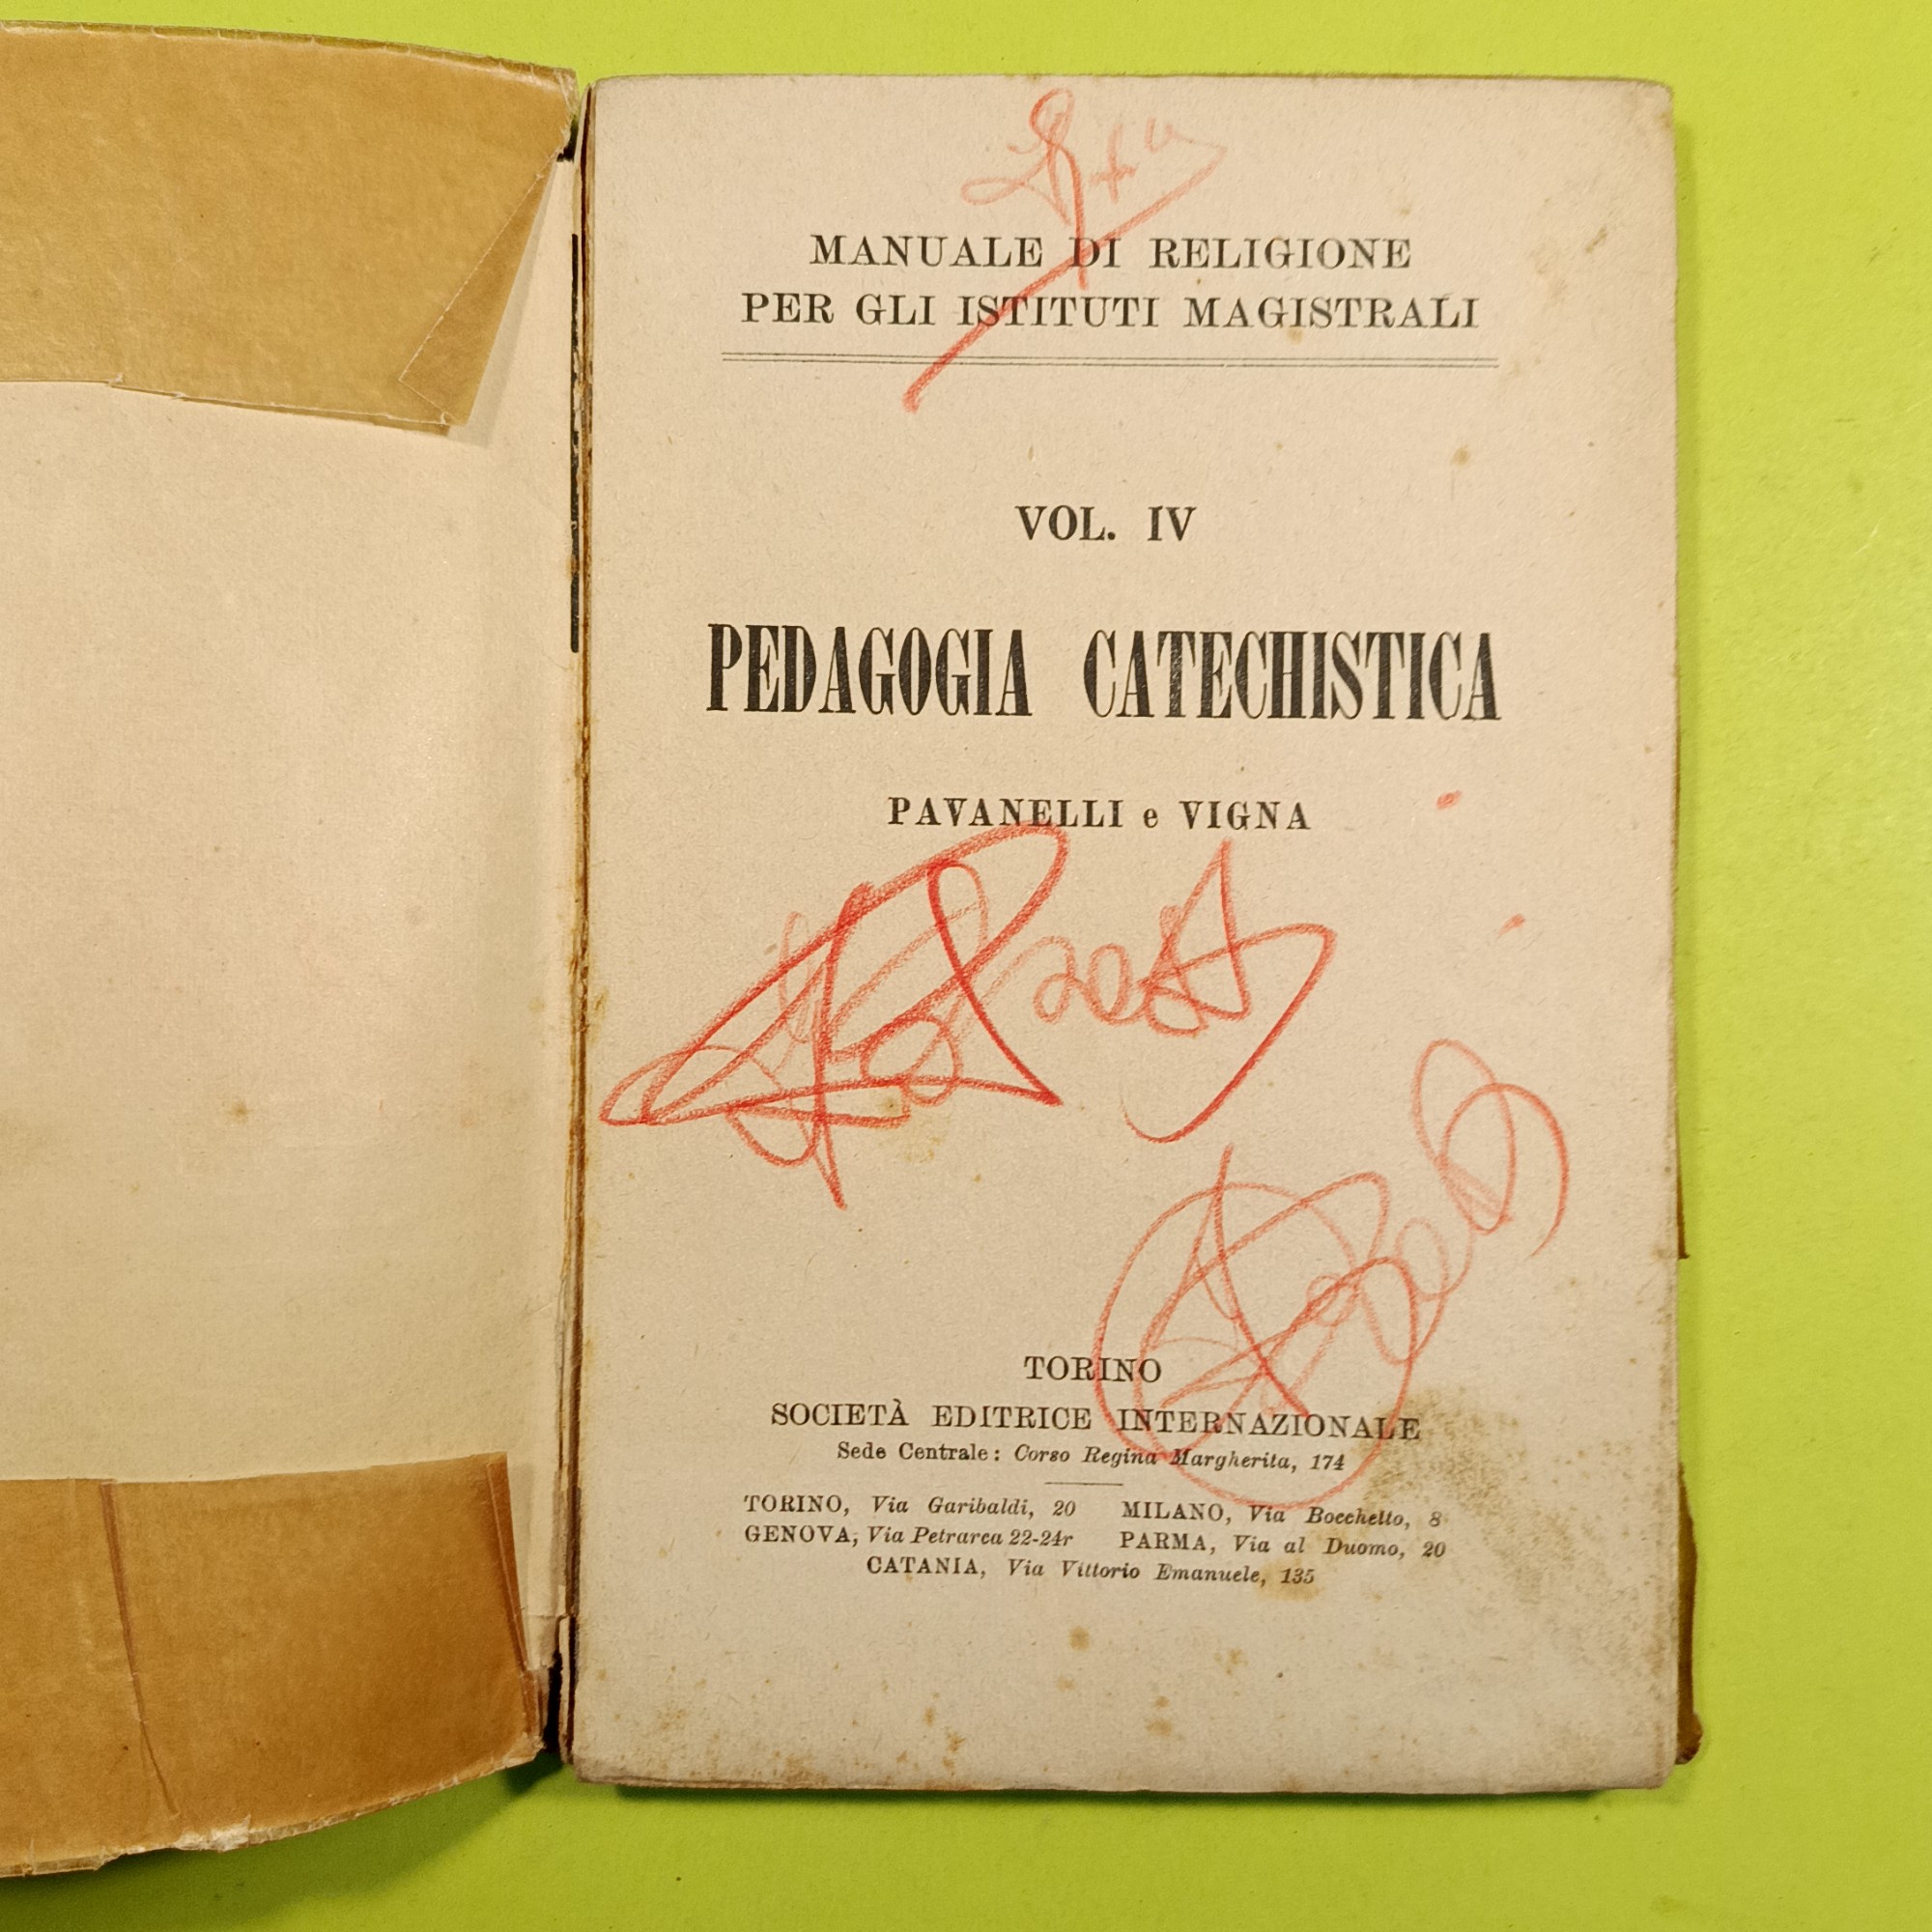 MANUALE DI RELIGIONE
PER GLI ISTITUTI MAGISTRALI
VOL. IV
PEDAGOGIA CATECHISTICA
PAVANELLI e VIGNA
TORINO
SOCIETÀ EDITRICE INTERNAZIONALE
Sede Centrale: Corso Regina Margherita, 174
TORINO, Via Garibaldi, 20 MILANO, Via Bocchetto, 8
GENOVA, Via Petrarca 22-24r PARMA, Via al Duomo, 20
CATANIA, Via Vittorio Emanuele, 135